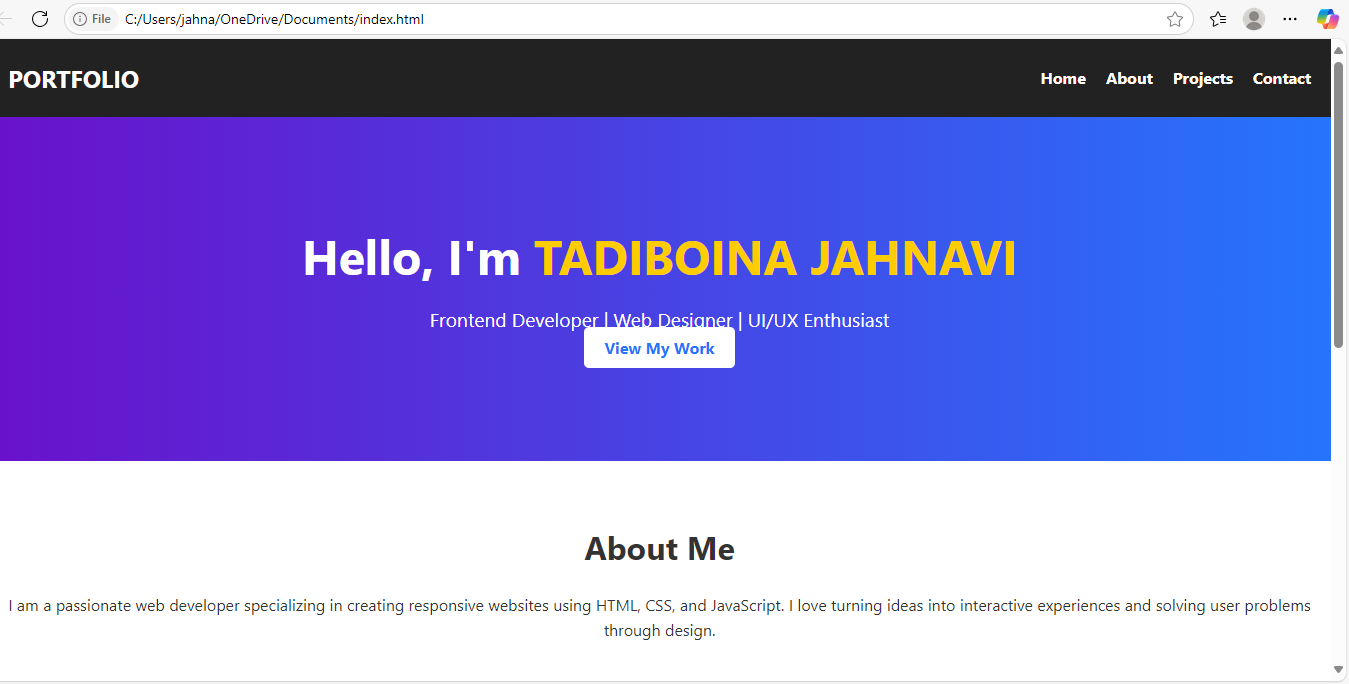 File C:/Users/jahna/OneDrive/Documents/index.html
PORTFOLIO
Home About Projects Contact
Hello, I'm TADIBOINA JAHNAVI
Frontend Developer | Web Designer | UI/UX Enthusiast
View My Work
About Me
I am a passionate web developer specializing in creating responsive websites using HTML, CSS, and JavaScript. I love turning ideas into interactive experiences and solving user problems
through design.